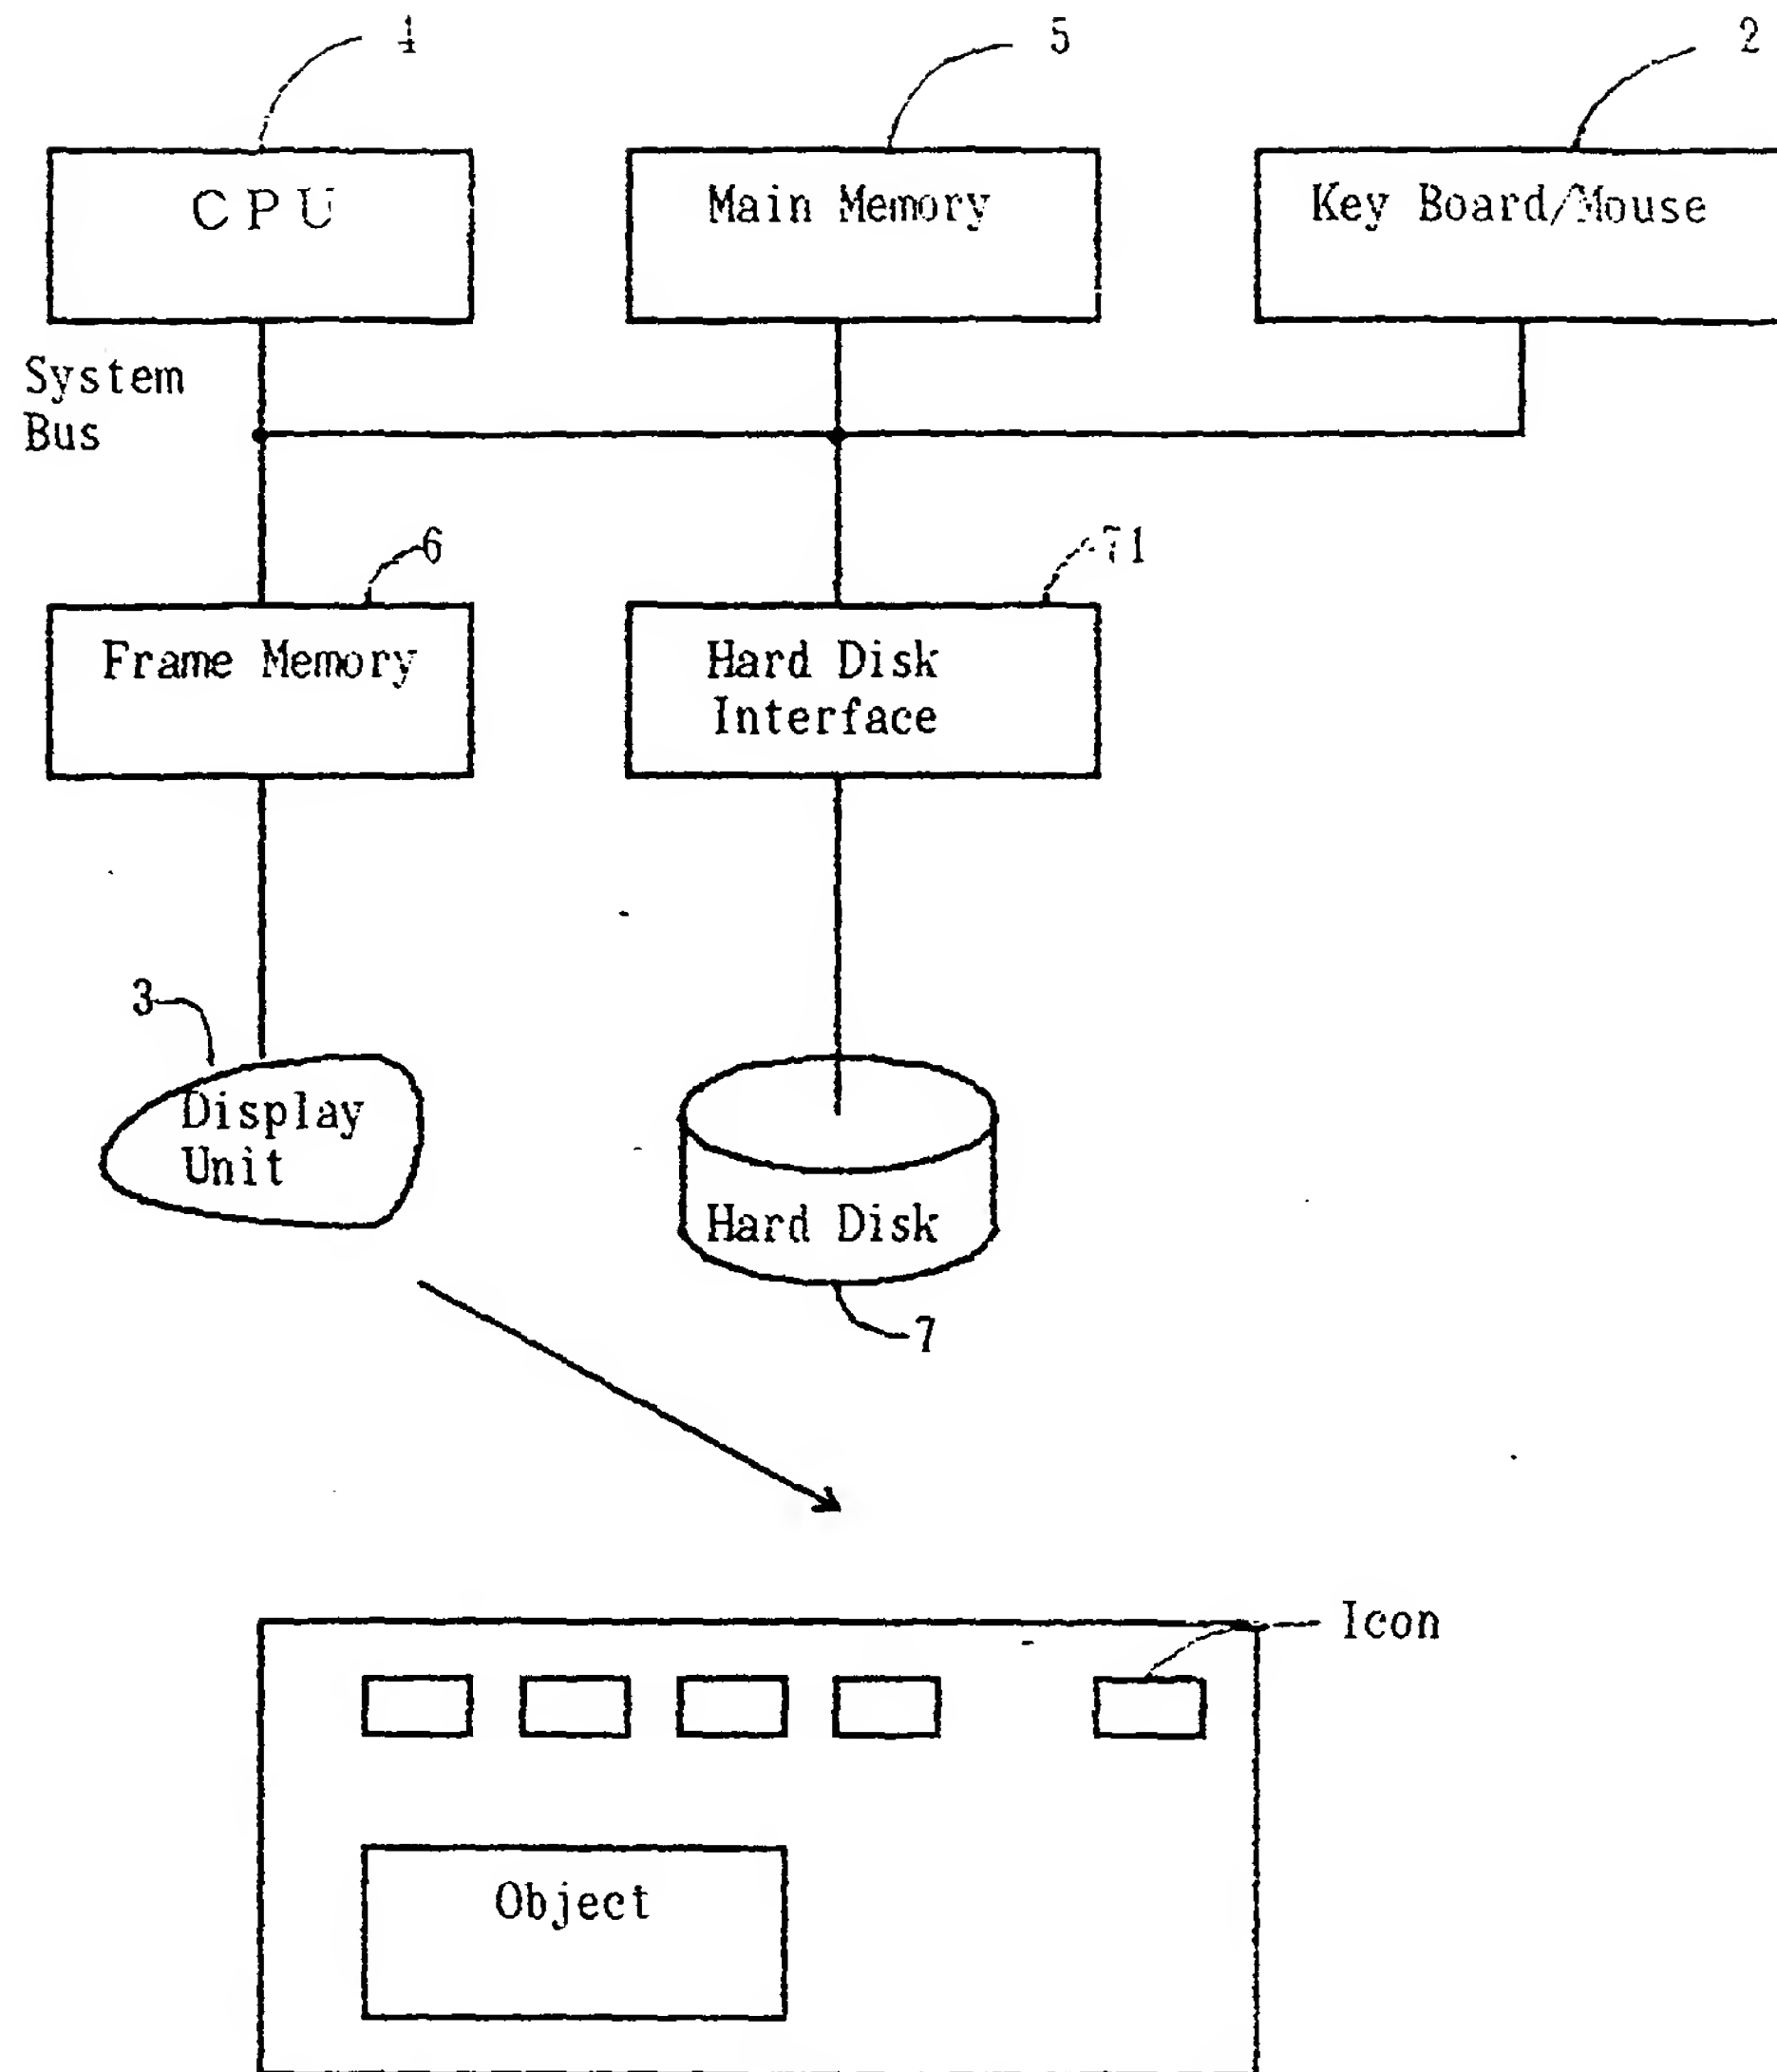 4 5 2
CPU Main Memory Key Board/Mouse
System
Bus
6 71
Frame Memory Hard Disk
Interface
3
Display
Unit
Hard Disk
7
Icon
Object